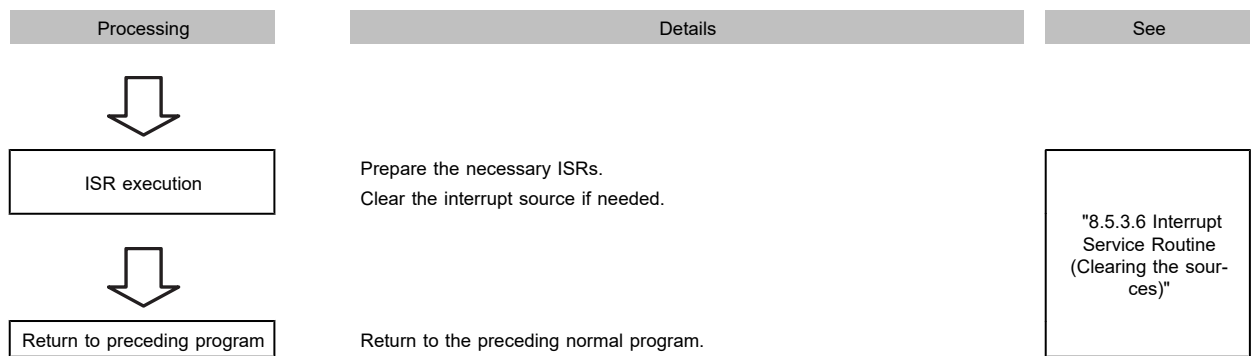 Processing
Details
See
ISR execution
Prepare the necessary ISRs.
Clear the interrupt source if needed.
"8.5.3.6 Interrupt
Service Routine
(Clearing the sour-
ces)"
Return to preceding program
Return to the preceding normal program.